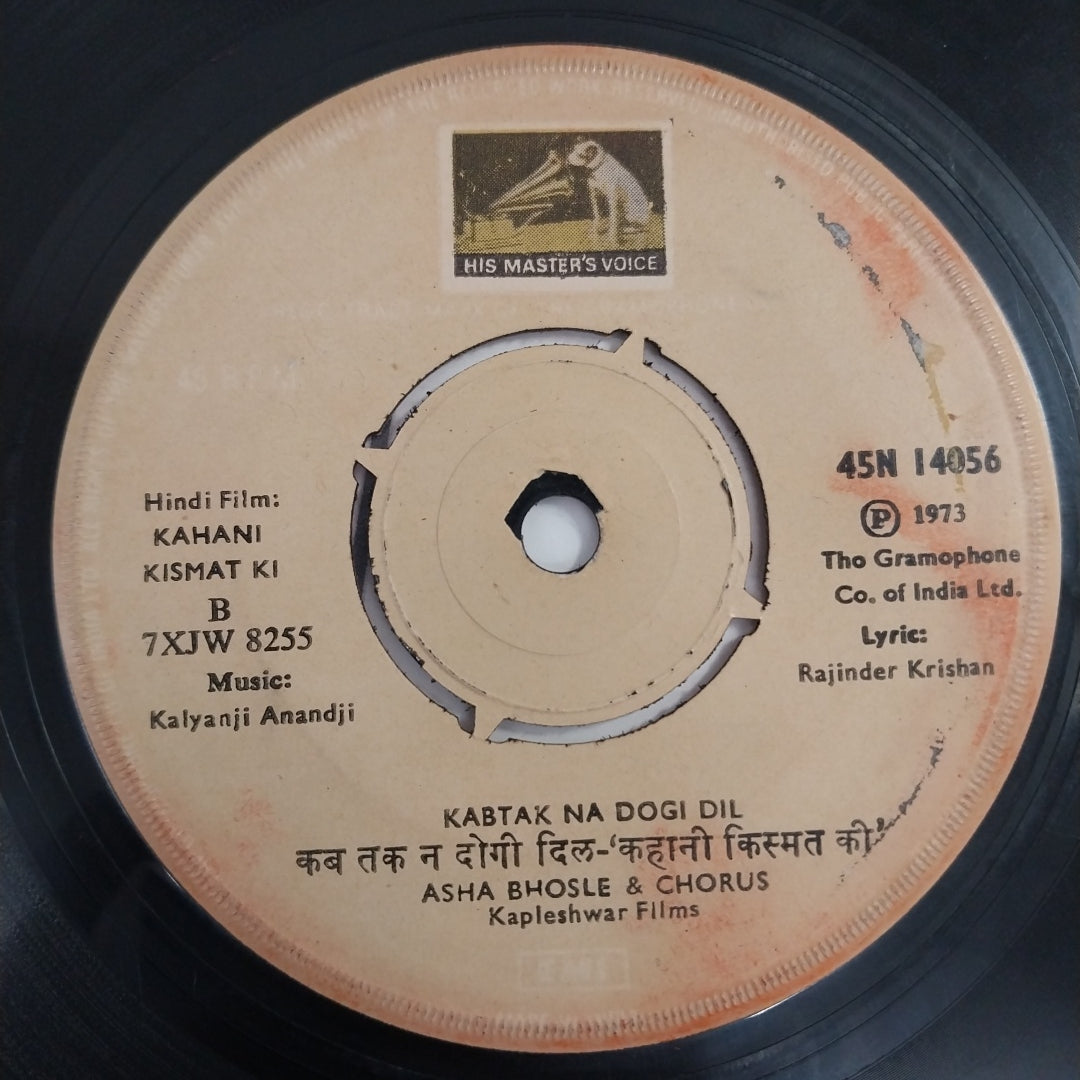 HIS MASTER'S VOICE
45 R.P.M.
Hindi Film:
KAHANI
KISMAT KI
B
7XJW 8255
Music:
Kalyanji Anandji
45N 14056
℗ 1973
Tho Gramophone
Co. of India Ltd.
Lyric:
Rajinder Krishan
KABTAK NA DOGI DIL
कब तक न दोगी दिल-‘कहानी किस्मत की’
ASHA BHOSLE & CHORUS
Kapleshwar Films
EMI